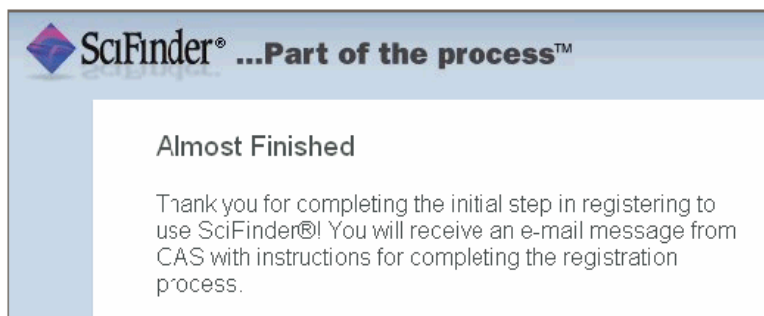 SciFinder® ...Part of the process™
Almost Finished
Thank you for completing the initial step in registering to
use SciFinder®! You will receive an e-mail message from
CAS with instructions for completing the registration
process.